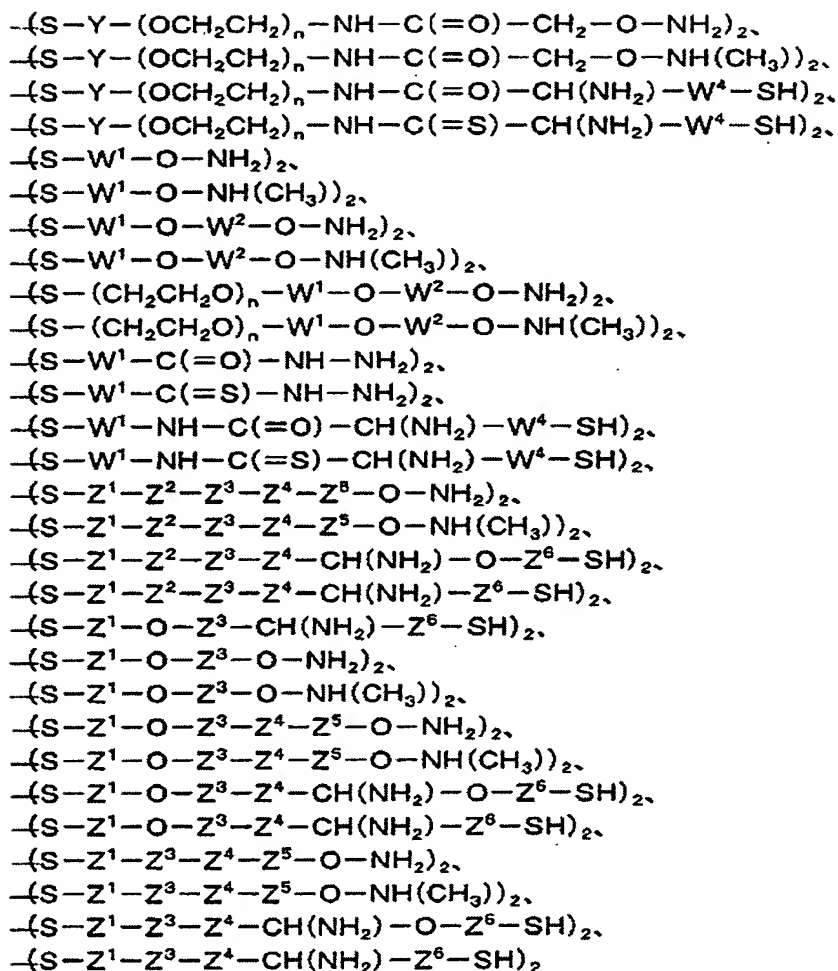 -(S-Y-(OCH₂CH₂)ₙ-NH-C(=O)-CH₂-O-NH₂)₂、
-(S-Y-(OCH₂CH₂)ₙ-NH-C(=O)-CH₂-O-NH(CH₃))₂、
-(S-Y-(OCH₂CH₂)ₙ-NH-C(=O)-CH(NH₂)-W⁴-SH)₂、
-(S-Y-(OCH₂CH₂)ₙ-NH-C(=S)-CH(NH₂)-W⁴-SH)₂、
-(S-W¹-O-NH₂)₂、
-(S-W¹-O-NH(CH₃))₂、
-(S-W¹-O-W²-O-NH₂)₂、
-(S-W¹-O-W²-O-NH(CH₃))₂、
-(S-(CH₂CH₂O)ₙ-W¹-O-W²-O-NH₂)₂、
-(S-(CH₂CH₂O)ₙ-W¹-O-W²-O-NH(CH₃))₂、
-(S-W¹-C(=O)-NH-NH₂)₂、
-(S-W¹-C(=S)-NH-NH₂)₂、
-(S-W¹-NH-C(=O)-CH(NH₂)-W⁴-SH)₂、
-(S-W¹-NH-C(=S)-CH(NH₂)-W⁴-SH)₂、
-(S-Z¹-Z²-Z³-Z⁴-Z⁵-O-NH₂)₂、
-(S-Z¹-Z²-Z³-Z⁴-Z⁵-O-NH(CH₃))₂、
-(S-Z¹-Z²-Z³-Z⁴-CH(NH₂)-O-Z⁶-SH)₂、
-(S-Z¹-Z²-Z³-Z⁴-CH(NH₂)-Z⁶-SH)₂、
-(S-Z¹-O-Z³-CH(NH₂)-Z⁶-SH)₂、
-(S-Z¹-O-Z³-O-NH₂)₂、
-(S-Z¹-O-Z³-O-NH(CH₃))₂、
-(S-Z¹-O-Z³-Z⁴-Z⁵-O-NH₂)₂、
-(S-Z¹-O-Z³-Z⁴-Z⁵-O-NH(CH₃))₂、
-(S-Z¹-O-Z³-Z⁴-CH(NH₂)-O-Z⁶-SH)₂、
-(S-Z¹-O-Z³-Z⁴-CH(NH₂)-Z⁶-SH)₂、
-(S-Z¹-Z³-Z⁴-Z⁵-O-NH₂)₂、
-(S-Z¹-Z³-Z⁴-Z⁵-O-NH(CH₃))₂、
-(S-Z¹-Z³-Z⁴-CH(NH₂)-O-Z⁶-SH)₂、
-(S-Z¹-Z³-Z⁴-CH(NH₂)-Z⁶-SH)₂